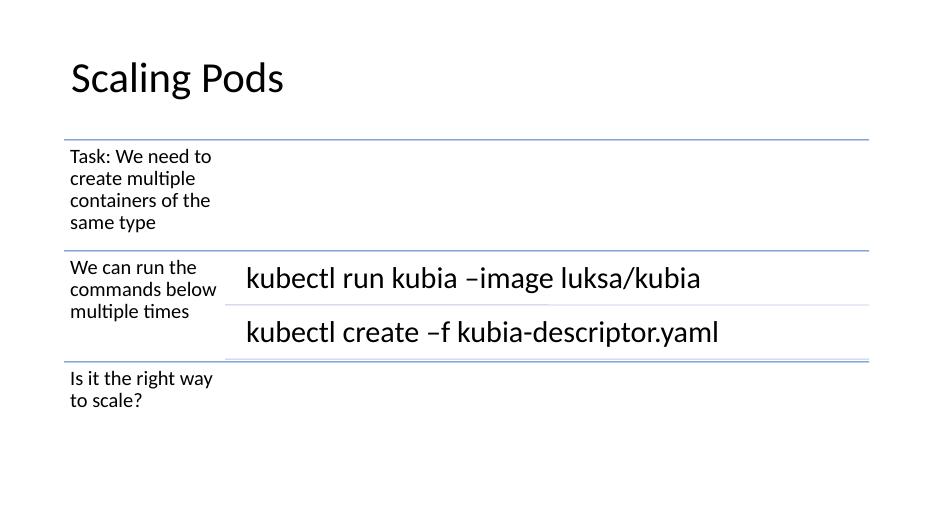 Scaling Pods
Task: We need to
create multiple
containers of the
same type
We can run the
commands below
multiple times
kubectl run kubia –image luksa/kubia
kubectl create –f kubia-descriptor.yaml
Is it the right way
to scale?